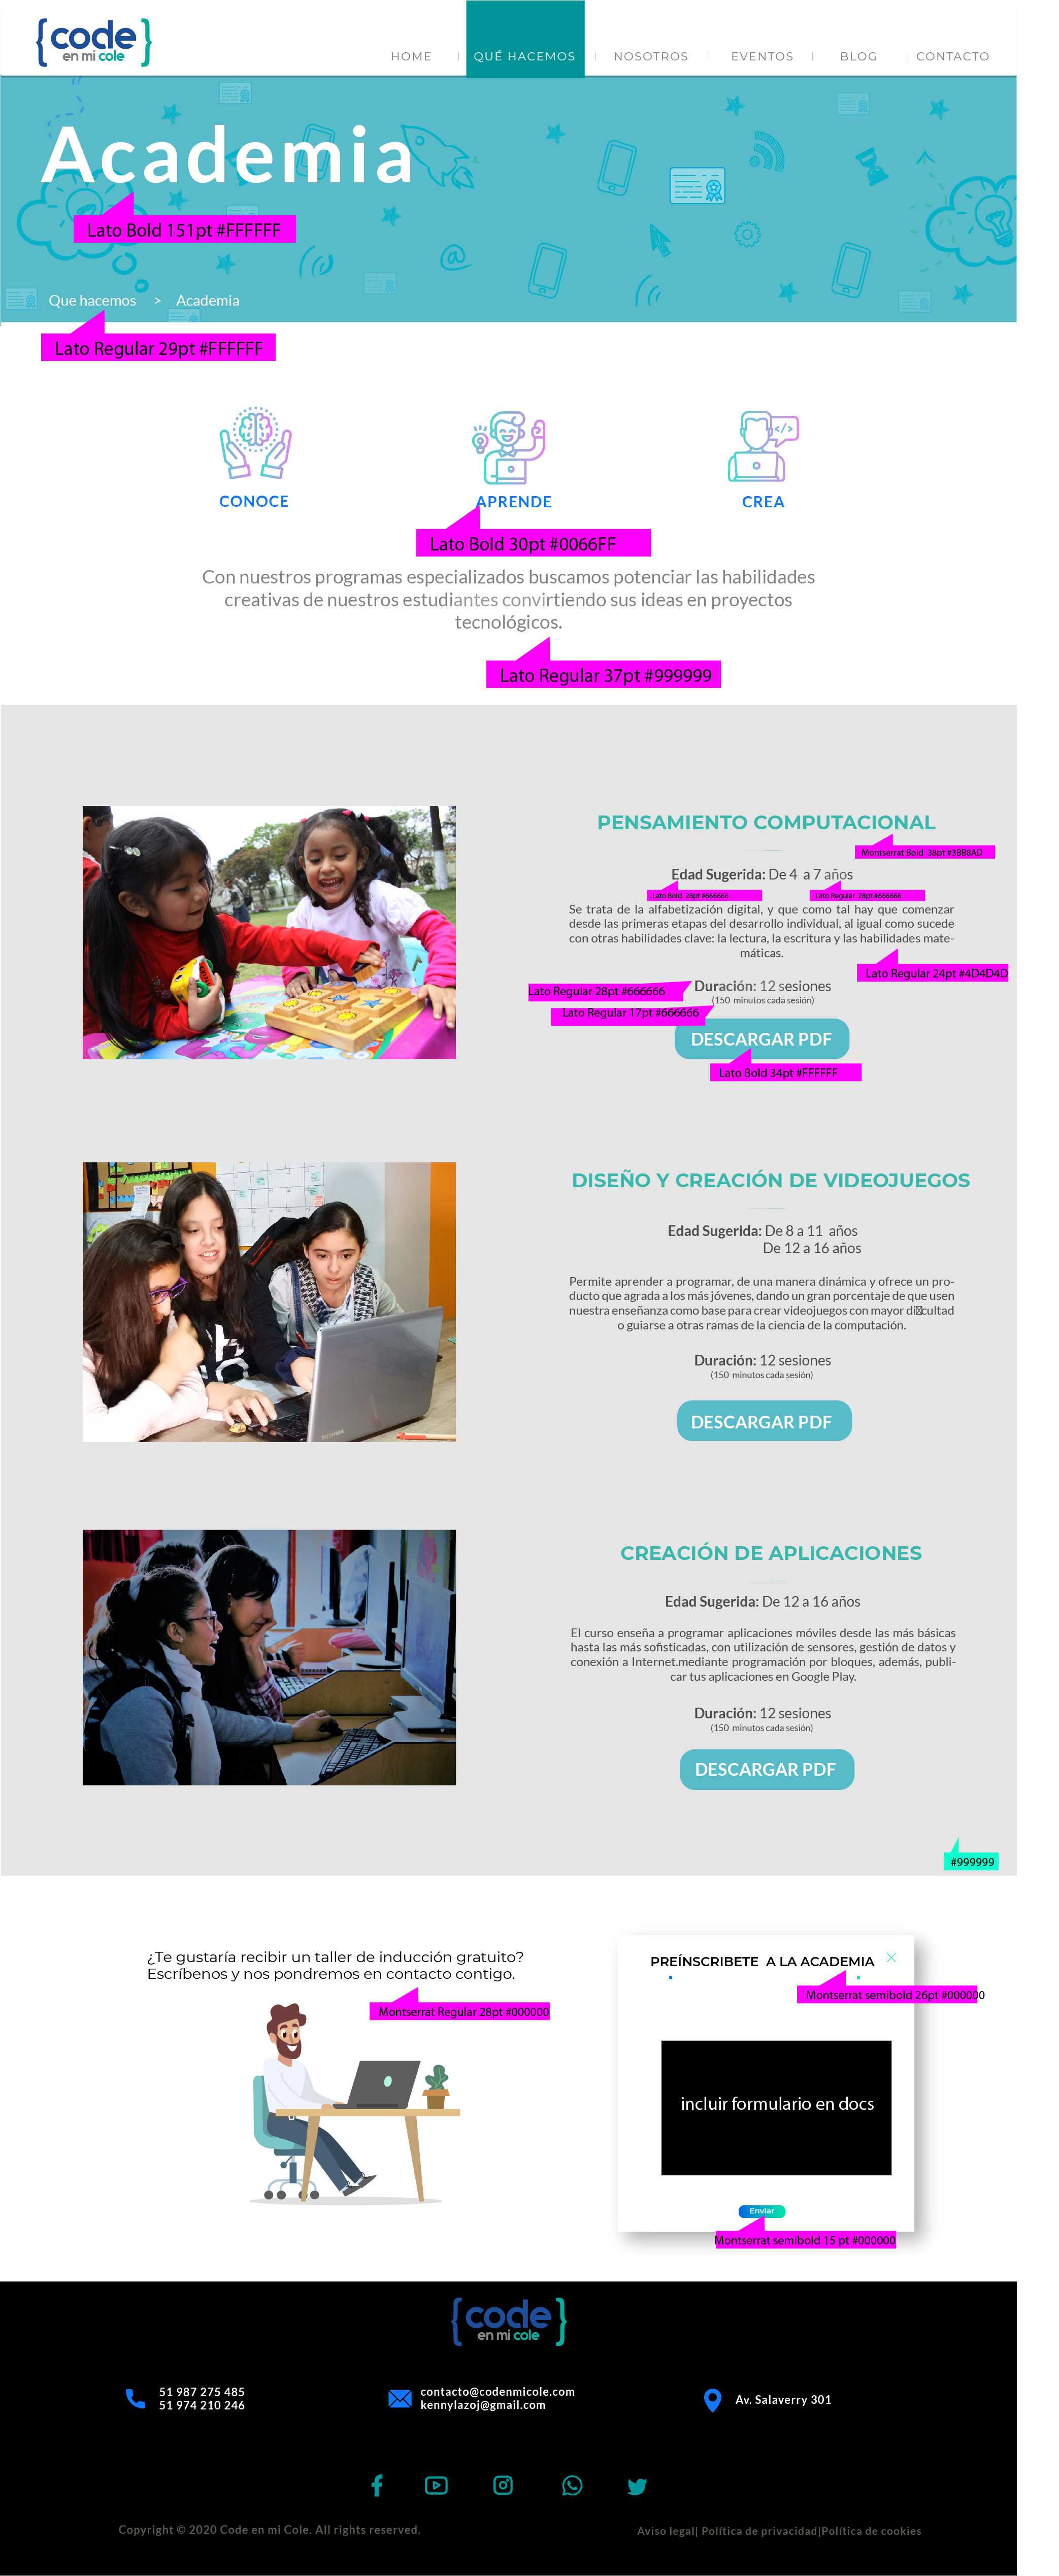 {code}
en mi cole
HOME | QUÉ HACEMOS | NOSOTROS | EVENTOS | BLOG | CONTACTO
Academia
Lato Bold 151pt #FFFFFF
Que hacemos > Academia
Lato Regular 29pt #FFFFFF
CONOCE
APRENDE
CREA
</>
Lato Bold 30pt #0066FF
Con nuestros programas especializados buscamos potenciar las habilidades
creativas de nuestros estudiantes convirtiendo sus ideas en proyectos
tecnológicos.
Lato Regular 37pt #999999
PENSAMIENTO COMPUTACIONAL
Montserrat Bold 38pt #3BB8AD
Edad Sugerida: De 4 a 7 años
Lato Bold 28pt #666666
Lato Regular 28pt #666666
Se trata de la alfabetización digital, y que como tal hay que comenzar
desde las primeras etapas del desarrollo individual, al igual como sucede
con otras habilidades clave: la lectura, la escritura y las habilidades mate-
máticas.
Lato Regular 24pt #4D4D4D
Duración: 12 sesiones
Lato Regular 28pt #666666
(150 minutos cada sesión)
Lato Regular 17pt #666666
DESCARGAR PDF
Lato Bold 34pt #FFFFFF
DISEÑO Y CREACIÓN DE VIDEOJUEGOS
Edad Sugerida: De 8 a 11 años
De 12 a 16 años
Permite aprender a programar, de una manera dinámica y ofrece un pro-
ducto que agrada a los más jóvenes, dando un gran porcentaje de que usen
nuestra enseñanza como base para crear videojuegos con mayor di☒cultad
o guiarse a otras ramas de la ciencia de la computación.
Duración: 12 sesiones
(150 minutos cada sesión)
DESCARGAR PDF
CREACIÓN DE APLICACIONES
Edad Sugerida: De 12 a 16 años
El curso enseña a programar aplicaciones móviles desde las más básicas
hasta las más sofisticadas, con utilización de sensores, gestión de datos y
conexión a Internet.mediante programación por bloques, además, publi-
car tus aplicaciones en Google Play.
Duración: 12 sesiones
(150 minutos cada sesión)
DESCARGAR PDF
#999999
¿Te gustaría recibir un taller de inducción gratuito?
Escríbenos y nos pondremos en contacto contigo.
Montserrat Regular 28pt #000000
PREÍNSCRIBETE A LA ACADEMIA
Montserrat semibold 26pt #000000
incluir formulario en docs
Enviar
Montserrat semibold 15 pt #000000
{code}
en mi cole
51 987 275 485
51 974 210 246
contacto@codenmicole.com
kennylazoj@gmail.com
Av. Salaverry 301
Copyright © 2020 Code en mi Cole. All rights reserved.
Aviso legal| Política de privacidad|Política de cookies